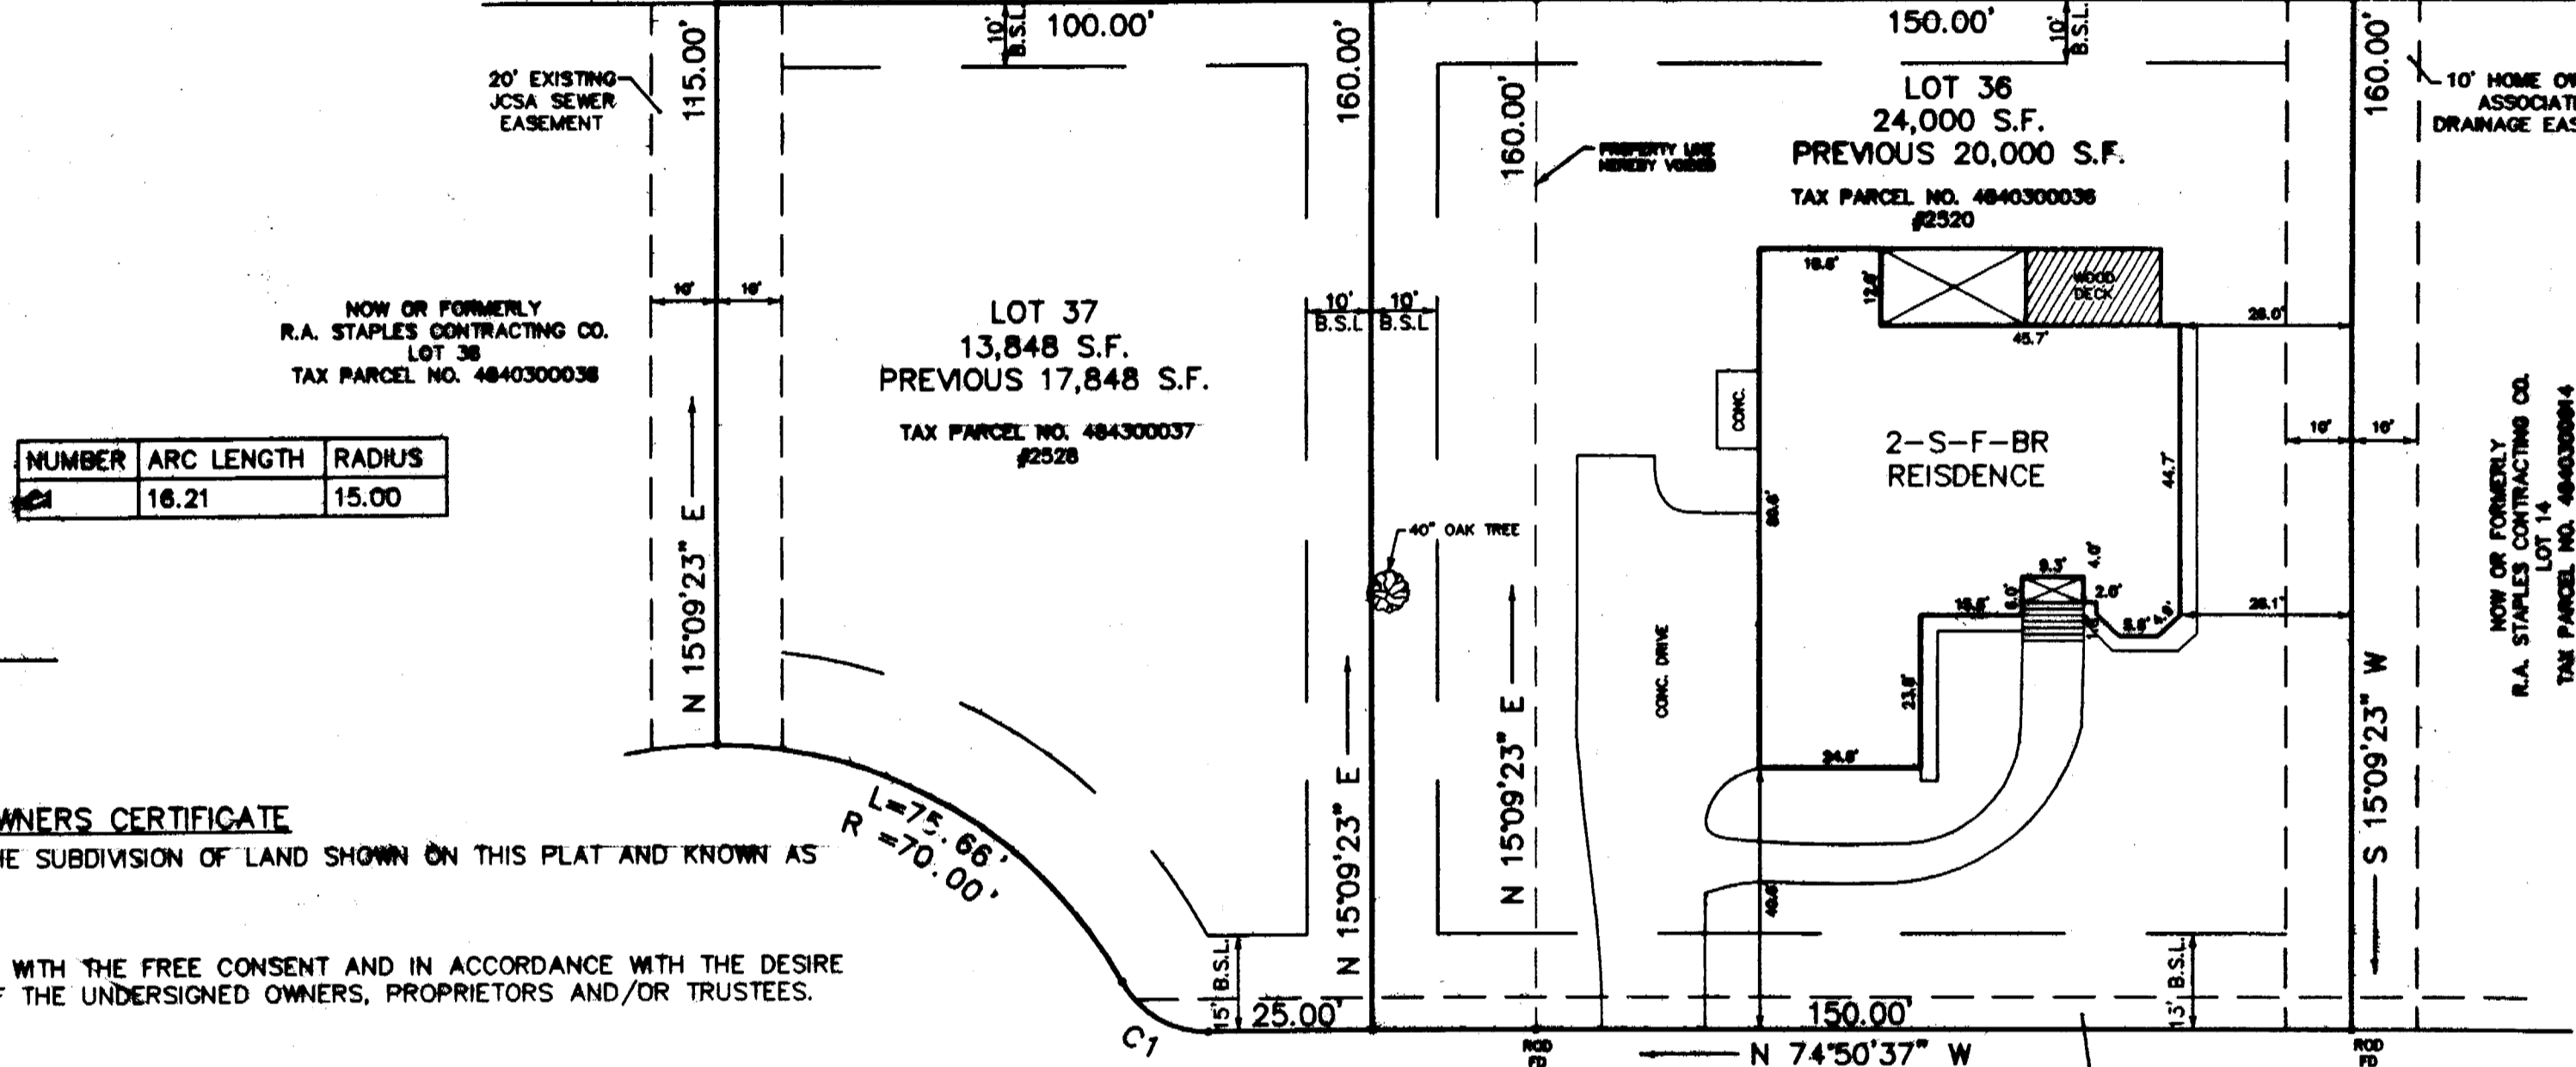 115.00'
10'
B.S.L.
100.00'
160.00'
160.00'
150.00'
10'
B.S.L.
160.00'
20' EXISTING
JCSA SEWER
EASEMENT
PROPERTY LINE
HEREBY VOIDED
LOT 36
24,000 S.F.
PREVIOUS 20,000 S.F.
TAX PARCEL NO. 4840300036
#2520
10' HOME OW
ASSOCIATI
DRAINAGE EAS
NOW OR FORMERLY
R.A. STAPLES CONTRACTING CO.
LOT 38
TAX PARCEL NO. 4840300038
10'
10'
LOT 37
13,848 S.F.
PREVIOUS 17,848 S.F.
TAX PARCEL NO. 484300037
#2528
10'
B.S.L
10'
B.S.L
WOOD
DECK
45.7'
CONC.
2-S-F-BR
REISDENCE
44.7'
26.1'
10'
10'
NOW OR FORMERLY
R.A. STAPLES CONTRACTING CO.
LOT 14
NUMBER ARC LENGTH RADIUS
C1 16.21 15.00
N 15°09'23" E
40" OAK TREE
4.0'
CONC. DRIVE
N 15°09'23" E
N 15°09'23" E
S 15°09'23" W
L=75.66'
R =70.00'
WNERS CERTIFICATE
HE SUBDIVISION OF LAND SHOWN ON THIS PLAT AND KNOWN AS
WITH THE FREE CONSENT AND IN ACCORDANCE WITH THE DESIRE
F THE UNDERSIGNED OWNERS, PROPRIETORS AND/OR TRUSTEES.
C1
15' B.S.L.
25.00'
150.00'
13' B.S.L.
ROD
FD
N 74°50'37" W
ROD
FD